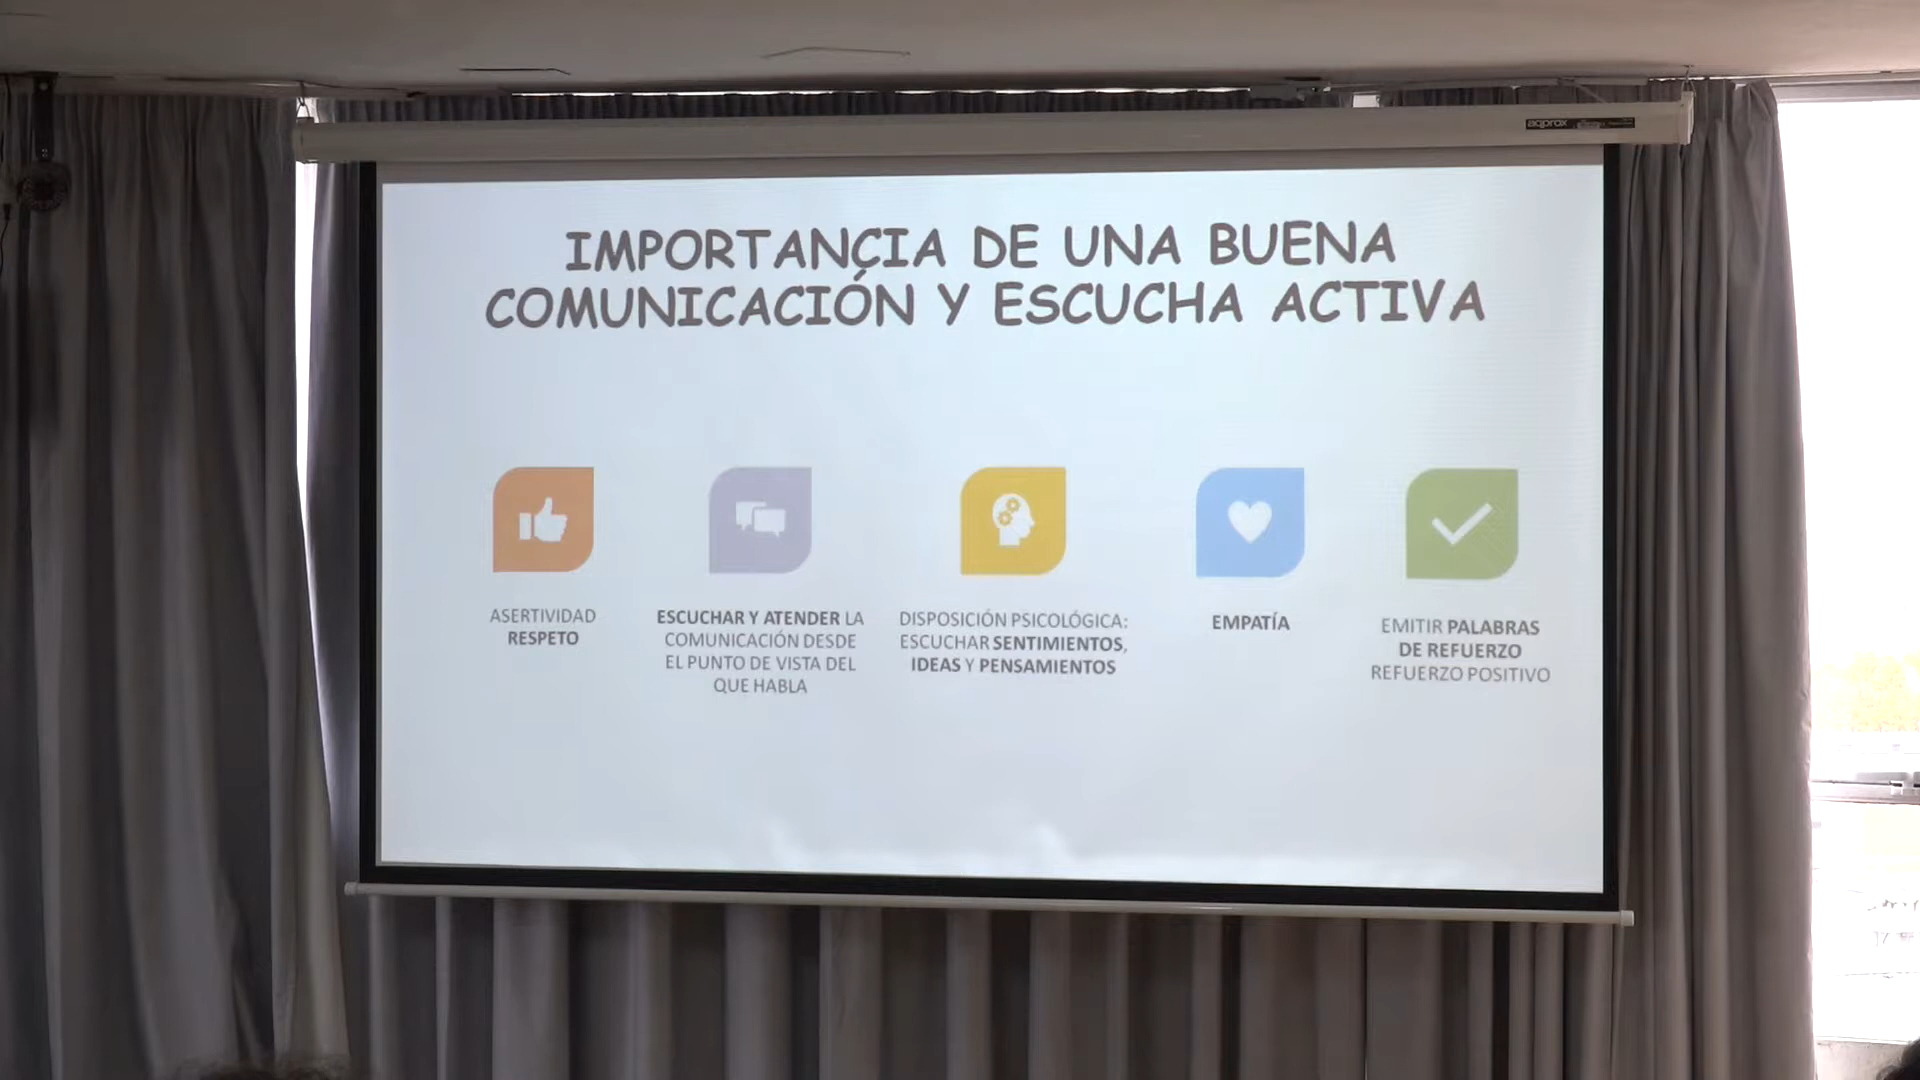 aqprox
IMPORTANCIA DE UNA BUENA
COMUNICACIÓN Y ESCUCHA ACTIVA
ASERTIVIDAD
RESPETO
ESCUCHAR Y ATENDER LA
COMUNICACIÓN DESDE
EL PUNTO DE VISTA DEL
QUE HABLA
DISPOSICIÓN PSICOLÓGICA:
ESCUCHAR SENTIMIENTOS,
IDEAS Y PENSAMIENTOS
EMPATÍA
EMITIR PALABRAS
DE REFUERZO
REFUERZO POSITIVO